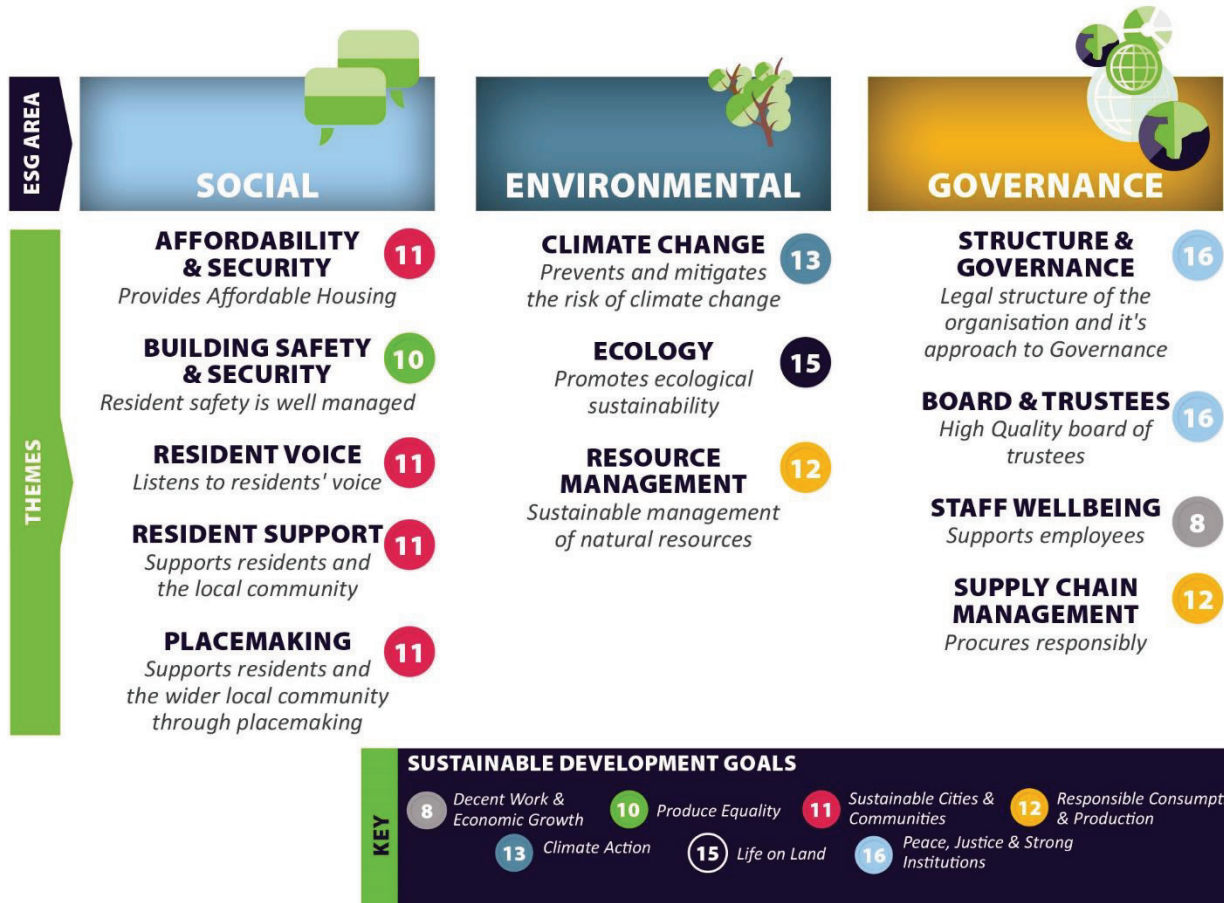 ESG AREA
SOCIAL
ENVIRONMENTAL
GOVERNANCE
THEMES
AFFORDABILITY
& SECURITY
11
Provides Affordable Housing
BUILDING SAFETY
& SECURITY
10
Resident safety is well managed
RESIDENT VOICE
11
Listens to residents' voice
RESIDENT SUPPORT
11
Supports residents and
the local community
PLACEMAKING
11
Supports residents and
the wider local community
through placemaking
CLIMATE CHANGE
13
Prevents and mitigates
the risk of climate change
ECOLOGY
15
Promotes ecological
sustainability
RESOURCE
MANAGEMENT
12
Sustainable management
of natural resources
STRUCTURE &
GOVERNANCE
16
Legal structure of the
organisation and it's
approach to Governance
BOARD & TRUSTEES
16
High Quality board of
trustees
STAFF WELLBEING
8
Supports employees
SUPPLY CHAIN
MANAGEMENT
12
Procures responsibly
KEY
SUSTAINABLE DEVELOPMENT GOALS
8
Decent Work &
Economic Growth
10
Produce Equality
11
Sustainable Cities &
Communities
12
Responsible Consumpt
& Production
13
Climate Action
15
Life on Land
16
Peace, Justice & Strong
Institutions